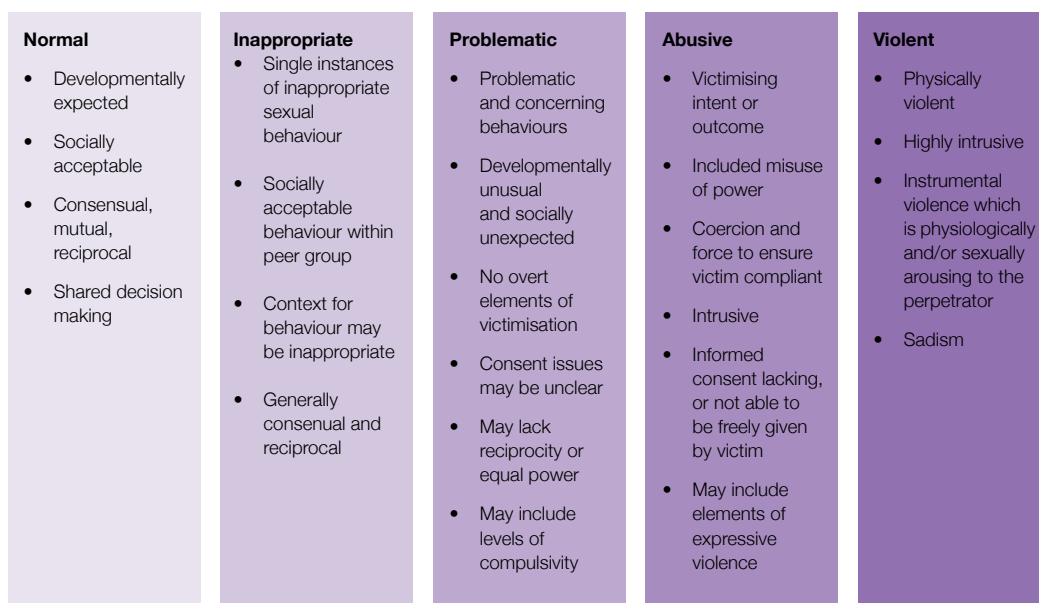 Normal
• Developmentally
expected
• Socially
acceptable
• Consensual,
mutual,
reciprocal
• Shared decision
making
Inappropriate
• Single instances
of inappropriate
sexual
behaviour
• Socially
acceptable
behaviour within
peer group
• Context for
behaviour may
be inappropriate
• Generally
consenual and
reciprocal
Problematic
• Problematic
and concerning
behaviours
• Developmentally
unusual
and socially
unexpected
• No overt
elements of
victimisation
• Consent issues
may be unclear
• May lack
reciprocity or
equal power
• May include
levels of
compulsivity
Abusive
• Victimising
intent or
outcome
• Included misuse
of power
• Coercion and
force to ensure
victim compliant
• Intrusive
• Informed
consent lacking,
or not able to
be freely given
by victim
• May include
elements of
expressive
violence
Violent
• Physically
violent
• Highly intrusive
• Instrumental
violence which
is physiologically
and/or sexually
arousing to the
perpetrator
• Sadism